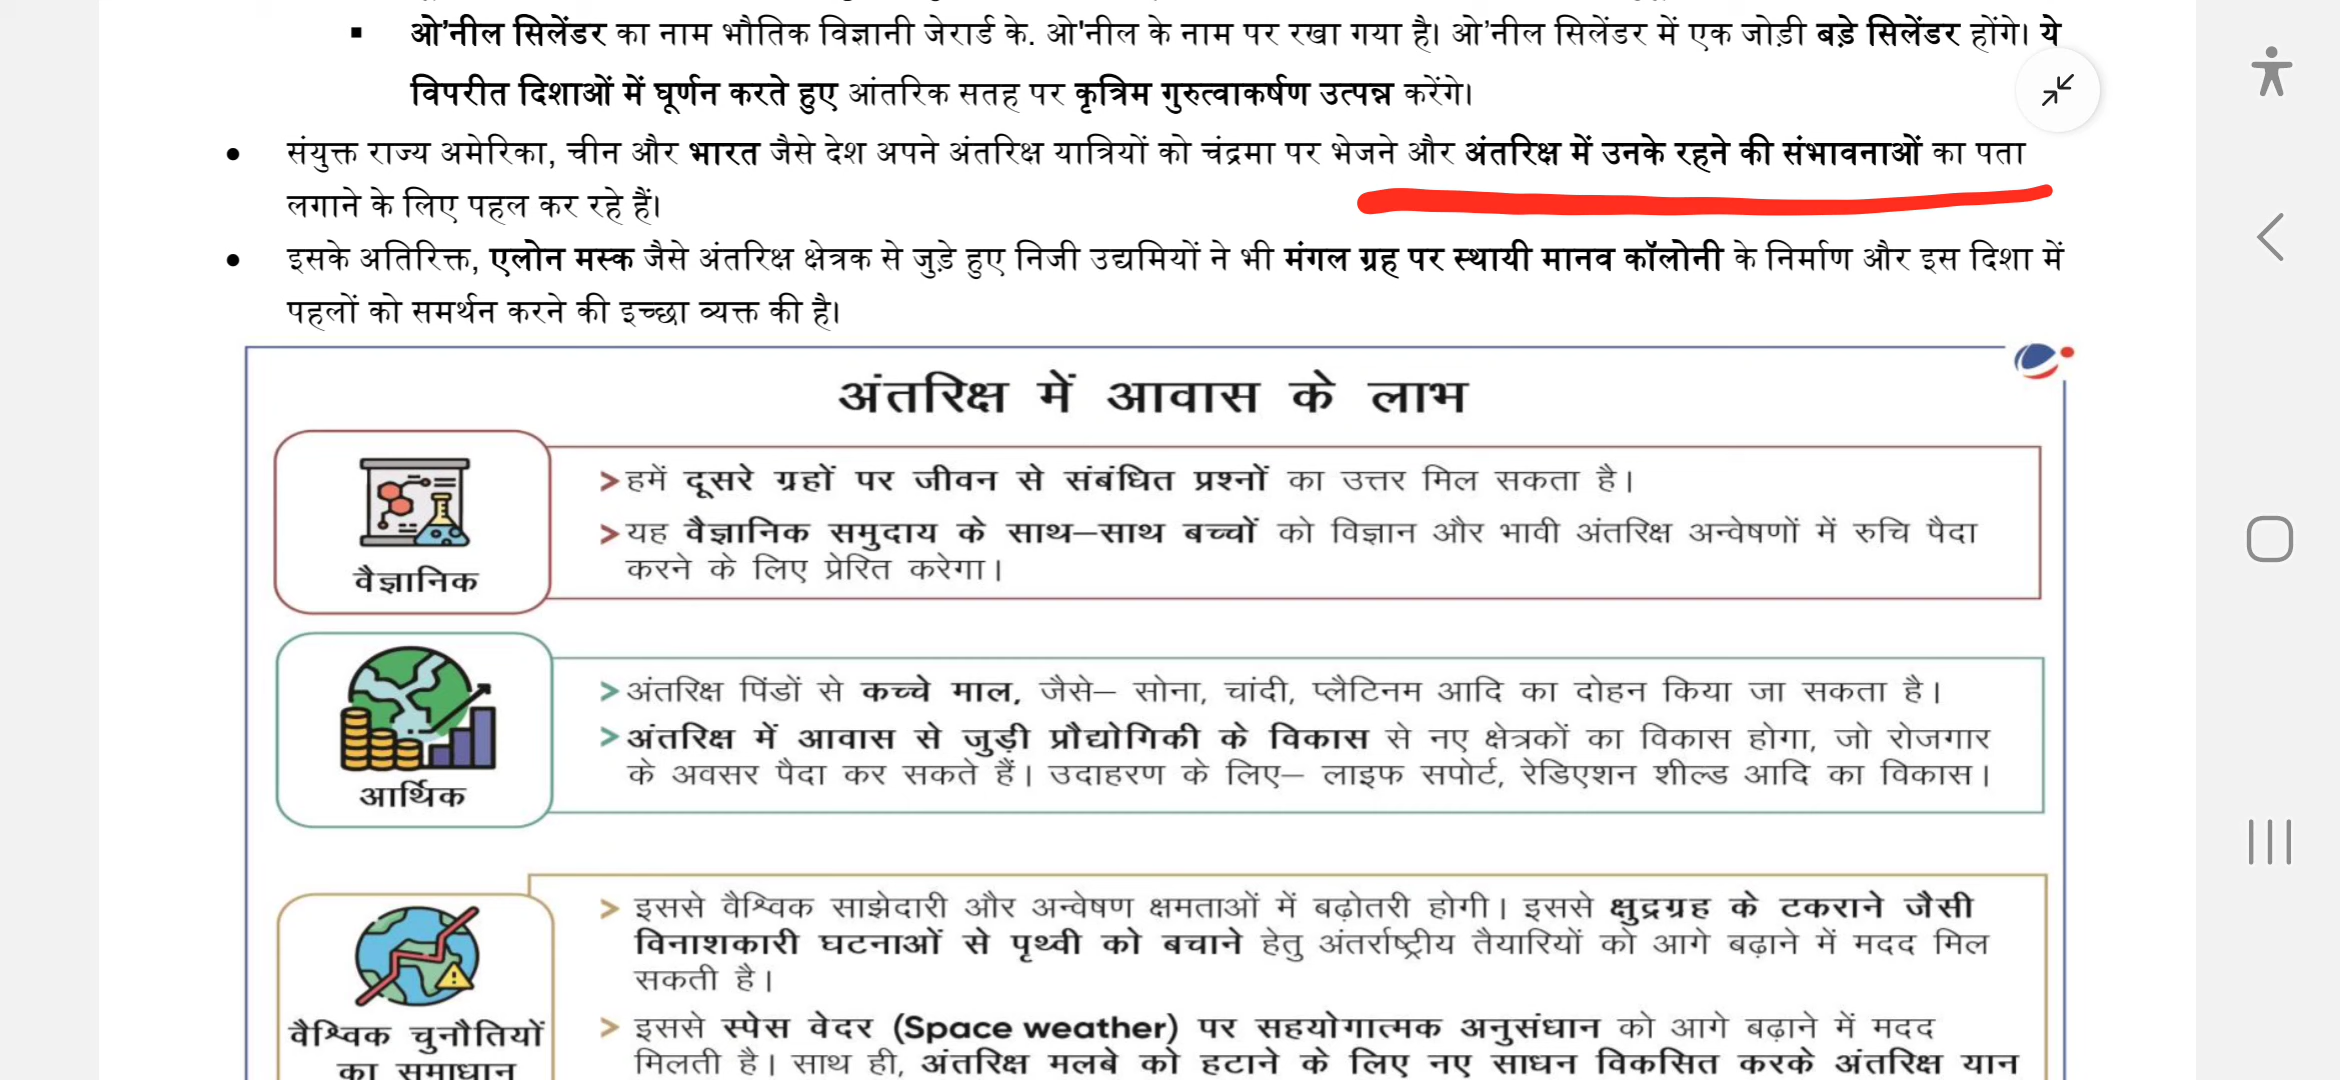 ▪ ओ’नील सिलेंडर का नाम भौतिक विज्ञानी जेरार्ड के. ओ'नील के नाम पर रखा गया है। ओ’नील सिलेंडर में एक जोड़ी बड़े सिलेंडर होंगे। ये
विपरीत दिशाओं में घूर्णन करते हुए आंतरिक सतह पर कृत्रिम गुरुत्वाकर्षण उत्पन्न करेंगे।
● संयुक्त राज्य अमेरिका, चीन और भारत जैसे देश अपने अंतरिक्ष यात्रियों को चंद्रमा पर भेजने और अंतरिक्ष में उनके रहने की संभावनाओं का पता
लगाने के लिए पहल कर रहे हैं।
● इसके अतिरिक्त, एलोन मस्क जैसे अंतरिक्ष क्षेत्रक से जुड़े हुए निजी उद्यमियों ने भी मंगल ग्रह पर स्थायी मानव कॉलोनी के निर्माण और इस दिशा में
पहलों को समर्थन करने की इच्छा व्यक्त की है।
अंतरिक्ष में आवास के लाभ
वैज्ञानिक
>हमें दूसरे ग्रहों पर जीवन से संबंधित प्रश्नों का उत्तर मिल सकता है।
>यह वैज्ञानिक समुदाय के साथ–साथ बच्चों को विज्ञान और भावी अंतरिक्ष अन्वेषणों में रुचि पैदा
करने के लिए प्रेरित करेगा।
आर्थिक
>अंतरिक्ष पिंडों से कच्चे माल, जैसे– सोना, चांदी, प्लैटिनम आदि का दोहन किया जा सकता है।
>अंतरिक्ष में आवास से जुड़ी प्रौद्योगिकी के विकास से नए क्षेत्रकों का विकास होगा, जो रोजगार
के अवसर पैदा कर सकते हैं। उदाहरण के लिए– लाइफ सपोर्ट, रेडिएशन शील्ड आदि का विकास।
वैश्विक चुनौतियों
का समाधान
> इससे वैश्विक साझेदारी और अन्वेषण क्षमताओं में बढ़ोतरी होगी। इससे क्षुद्रग्रह के टकराने जैसी
विनाशकारी घटनाओं से पृथ्वी को बचाने हेतु अंतर्राष्ट्रीय तैयारियों को आगे बढ़ाने में मदद मिल
सकती है।
> इससे स्पेस वेदर (Space weather) पर सहयोगात्मक अनुसंधान को आगे बढ़ाने में मदद
मिलती है। साथ ही, अंतरिक्ष मलबे को हटाने के लिए नए साधन विकसित करके अंतरिक्ष यान